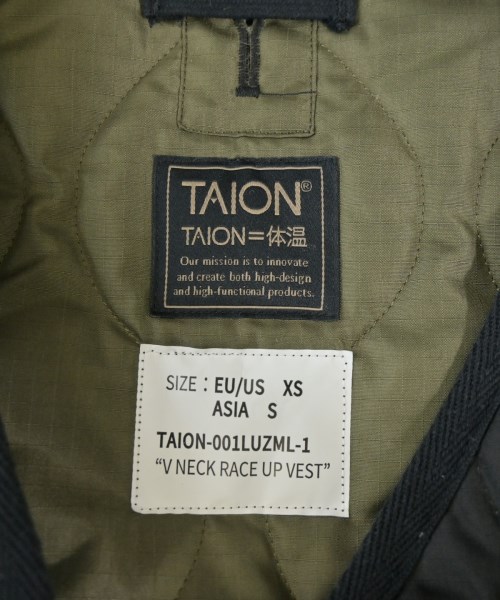 TAION®
TAION=体温
Our mission is to innovate
and create both high-design
and high-functional products.
SIZE : EU/US XS
ASIA S
TAION-001LUZML-1
“V NECK RACE UP VEST”